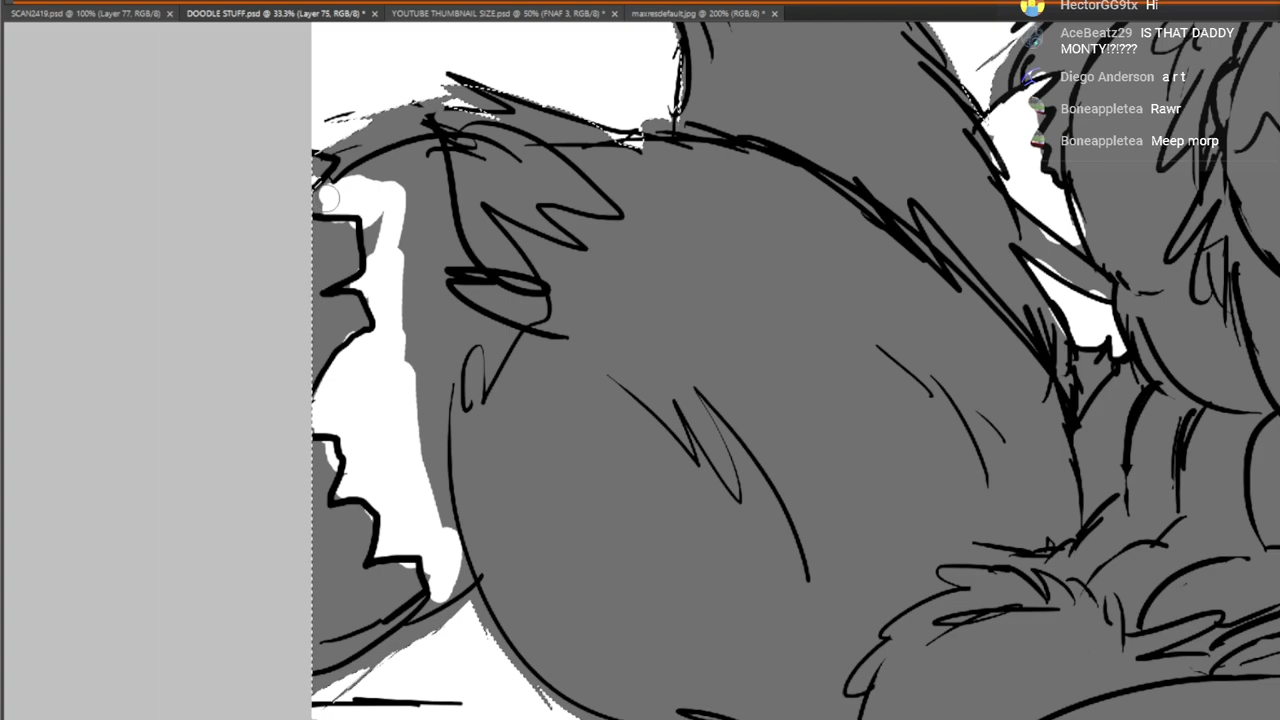 SCAN2419.psd @ 100% (Layer 77, RGB/8) × DOODLE STUFF.psd @ 33.3% (Layer 75, RGB/8) * × YOUTUBE THUMBNAIL SIZE.psd @ 50% (FNAF 3, RGB/8) * × maxresdefault.jpg @ 200% (RGB/8) * ×
HectorGG9tx Hi
AceBeatz29 IS THAT DADDY
MONTY!?!???
Diego Anderson a r t
Boneappletea Rawr
Boneappletea Meep morp